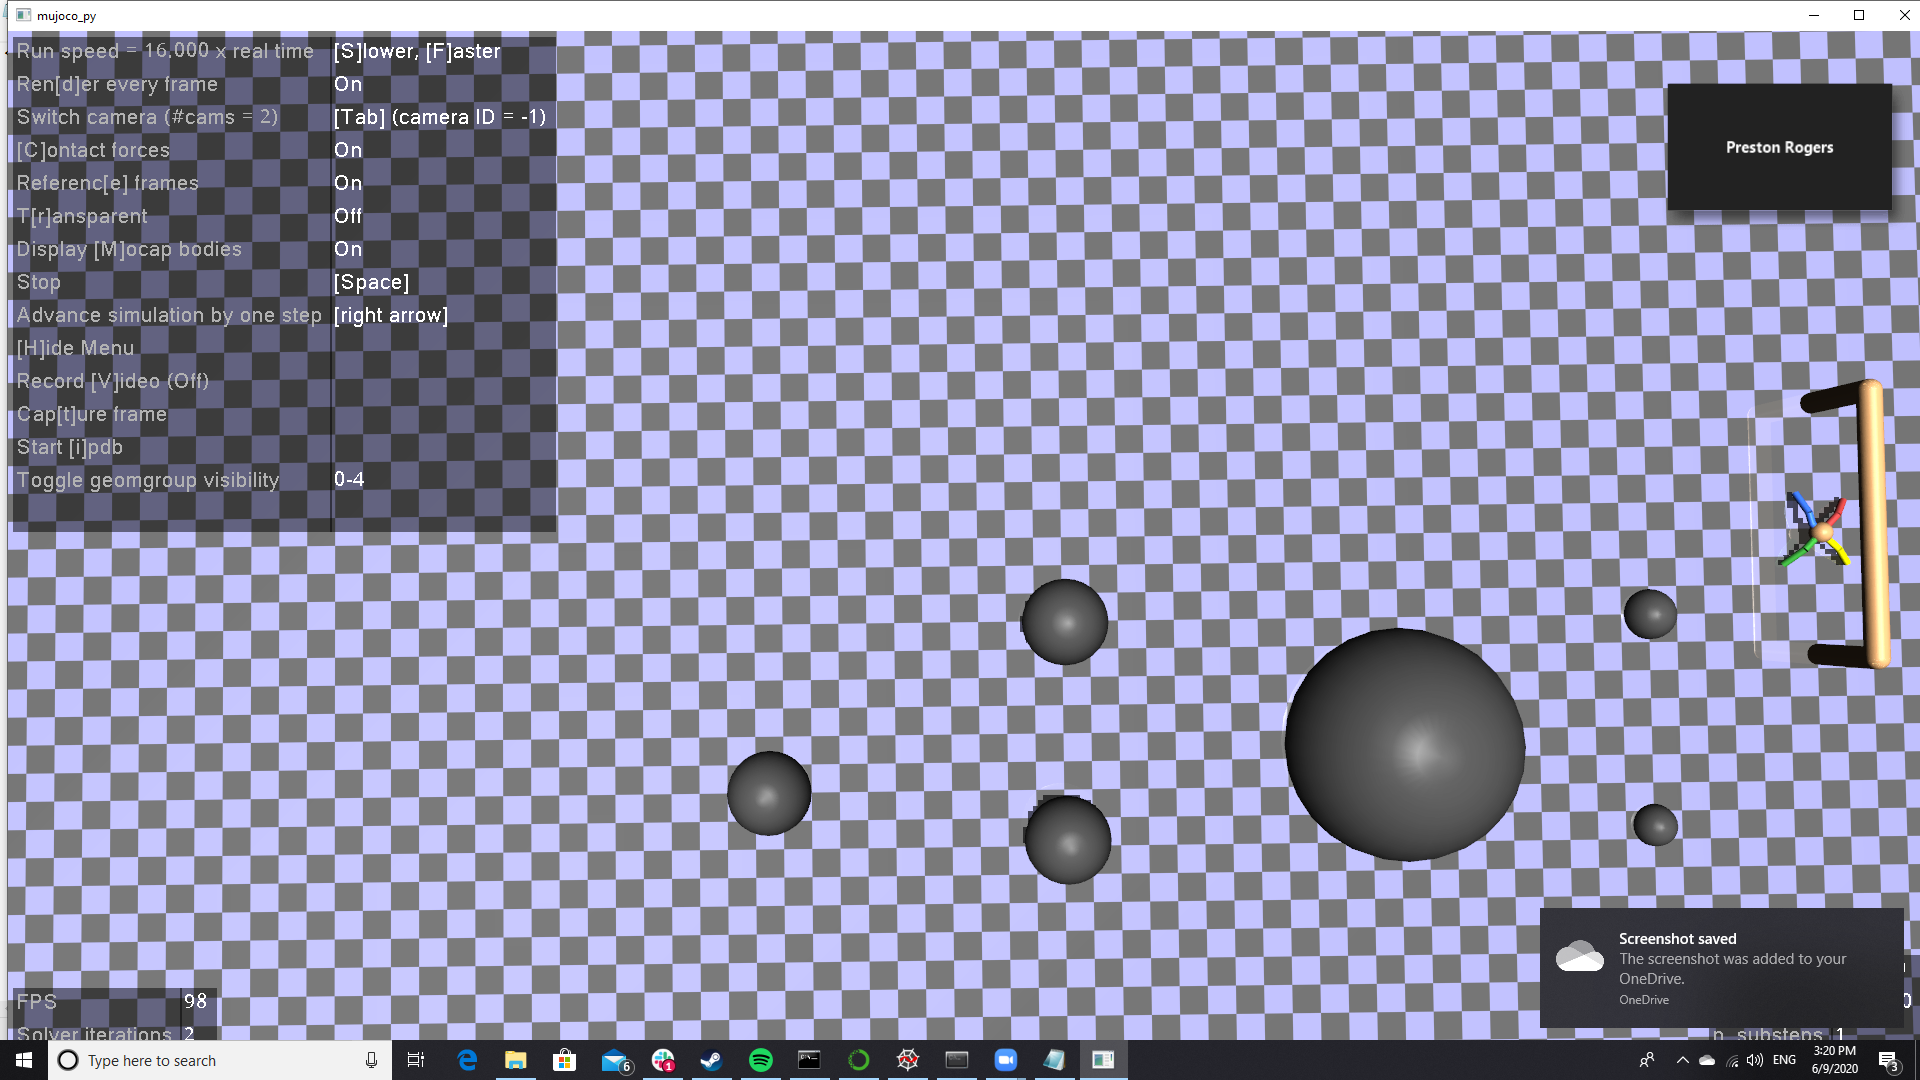 mujoco_py
Run speed = 16.000 x real time [S]lower, [F]aster
Ren[d]er every frame On
Switch camera (#cams = 2) [Tab] (camera ID = -1)
[C]ontact forces On
Referenc[e] frames On
T[r]ansparent Off
Display [M]ocap bodies On
Stop [Space]
Advance simulation by one step [right arrow]
[H]ide Menu
Record [V]ideo (Off)
Cap[t]ure frame
Start [i]pdb
Toggle geomgroup visibility 0-4
Preston Rogers
Screenshot saved
The screenshot was added to your
OneDrive.
OneDrive
FPS 98
0
Solver iterations 2
n_substeps 1
Type here to search
6
1
ENG
3:20 PM
6/9/2020
3